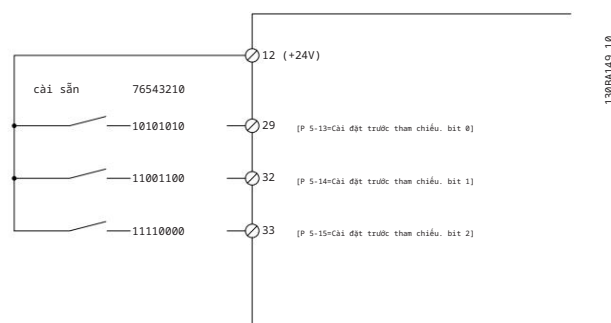 12 (+24V)
cài sẵn 76543210
10101010 29 [P 5-13=Cài đặt trước tham chiếu. bit 0]
11001100 32 [P 5-14=Cài đặt trước tham chiếu. bit 1]
11110000 33 [P 5-15=Cài đặt trước tham chiếu. bit 2]
130BA149.10